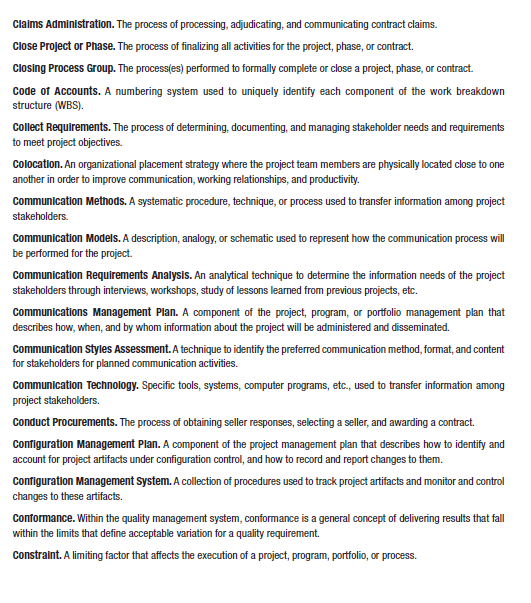 Claims Administration. The process of processing, adjudicating, and communicating contract claims.
Close Project or Phase. The process of finalizing all activities for the project, phase, or contract.
Closing Process Group. The process(es) performed to formally complete or close a project, phase, or contract.
Code of Accounts. A numbering system used to uniquely identify each component of the work breakdown
structure (WBS).
Collect Requirements. The process of determining, documenting, and managing stakeholder needs and requirements
to meet project objectives.
Colocation. An organizational placement strategy where the project team members are physically located close to one
another in order to improve communication, working relationships, and productivity.
Communication Methods. A systematic procedure, technique, or process used to transfer information among project
stakeholders.
Communication Models. A description, analogy, or schematic used to represent how the communication process will
be performed for the project.
Communication Requirements Analysis. An analytical technique to determine the information needs of the project
stakeholders through interviews, workshops, study of lessons learned from previous projects, etc.
Communications Management Plan. A component of the project, program, or portfolio management plan that
describes how, when, and by whom information about the project will be administered and disseminated.
Communication Styles Assessment. A technique to identify the preferred communication method, format, and content
for stakeholders for planned communication activities.
Communication Technology. Specific tools, systems, computer programs, etc., used to transfer information among
project stakeholders.
Conduct Procurements. The process of obtaining seller responses, selecting a seller, and awarding a contract.
Configuration Management Plan. A component of the project management plan that describes how to identify and
account for project artifacts under configuration control, and how to record and report changes to them.
Configuration Management System. A collection of procedures used to track project artifacts and monitor and control
changes to these artifacts.
Conformance. Within the quality management system, conformance is a general concept of delivering results that fall
within the limits that define acceptable variation for a quality requirement.
Constraint. A limiting factor that affects the execution of a project, program, portfolio, or process.